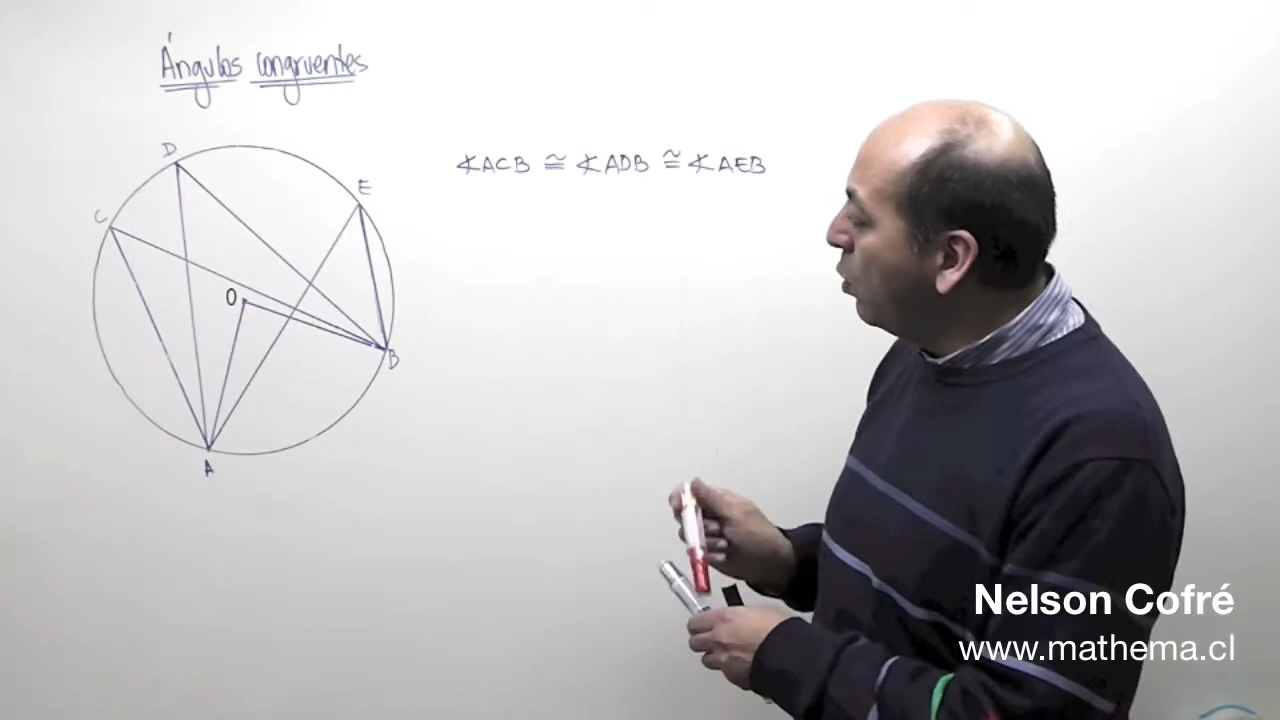 Ángulos congruentes
D
E
∢ACB ≅ ∢ADB ≅ ∢AEB
C
O
B
A
Nelson Cofré
www.mathema.cl